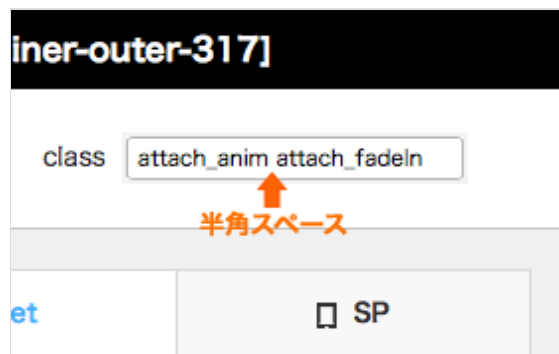 iner-outer-317]
class attach_anim attach_fadeIn
半角スペース
et SP